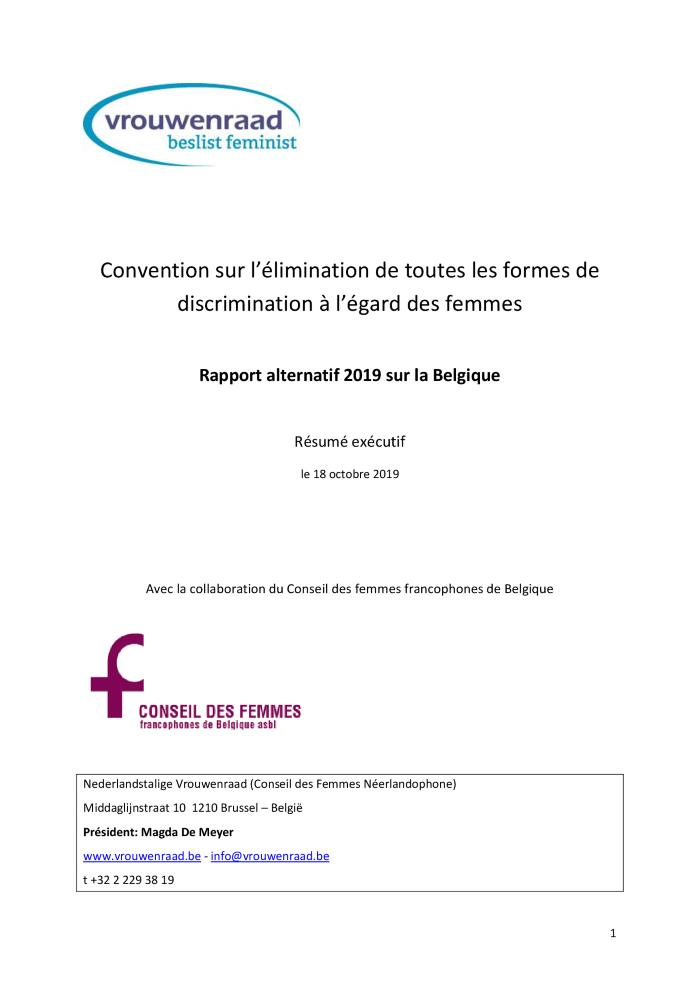 vrouwenraad
beslist feminist
Convention sur l’élimination de toutes les formes de
discrimination à l’égard des femmes
Rapport alternatif 2019 sur la Belgique
Résumé exécutif
le 18 octobre 2019
Avec la collaboration du Conseil des femmes francophones de Belgique
CONSEIL DES FEMMES
francophones de Belgique asbl
Nederlandstalige Vrouwenraad (Conseil des Femmes Néerlandophone)
Middaglijnstraat 10 1210 Brussel – België
Président: Magda De Meyer
www.vrouwenraad.be - info@vrouwenraad.be
t +32 2 229 38 19
1